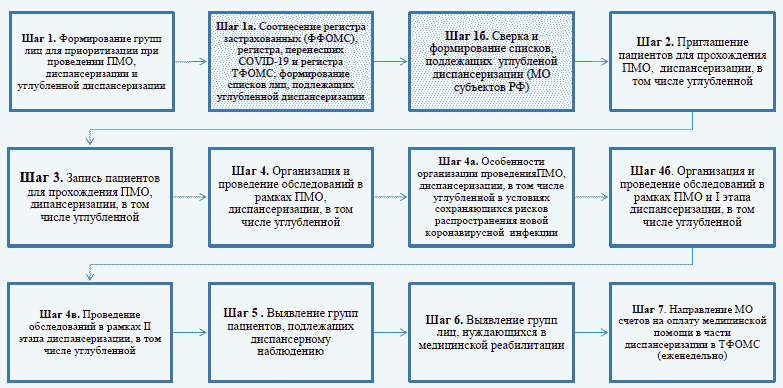 Шаг 1. Формирование групп
лиц для приоритизации при
проведении ПМО,
диспансеризации и
углубленной диспансеризации
Шаг 1а. Соотнесение регистра
застрахованных (ФФОМС),
регистра, перенесших
COVID-19 и регистра
ТФОМС; формирование
списков лиц, подлежащих
углубленной диспансеризации
Шаг 1б. Сверка и
формирование списков,
подлежащих углубленой
диспансеризации (МО
субъектов РФ)
Шаг 2. Приглашение
пациентов для прохождения
ПМО, диспансеризации, в
том числе углубленной
Шаг 3. Запись пациентов
для прохождения ПМО,
дипансеризации, в том
числе углубленной
Шаг 4. Организация и
проведение обследований в
рамках ПМО,
диспансеризации, в том
числе углубленной
Шаг 4а. Особенности
организации проведенияПМО,
диспансеризации, в том числе
углубленной в условиях
сохраняющихся рисков
распространения новой
коронавирусной инфекции
Шаг 4б. Организация и
проведение обследований в
рамках ПМО и I этапа
диспансеризации, в том
числе углубленной
Шаг 4в. Проведение
обследований в рамках II
этапа диспансеризации, в том
числе углубленной
Шаг 5 . Выявление групп
пациентов, подлежащих
диспансерному
наблюдению
Шаг 6. Выявление групп
лиц, нуждающихся в
медицинской реабилитации
Шаг 7. Направление МО
счетов на оплату медицинской
помощи в части
диспансеризации в ТФОМС
(еженедельно)